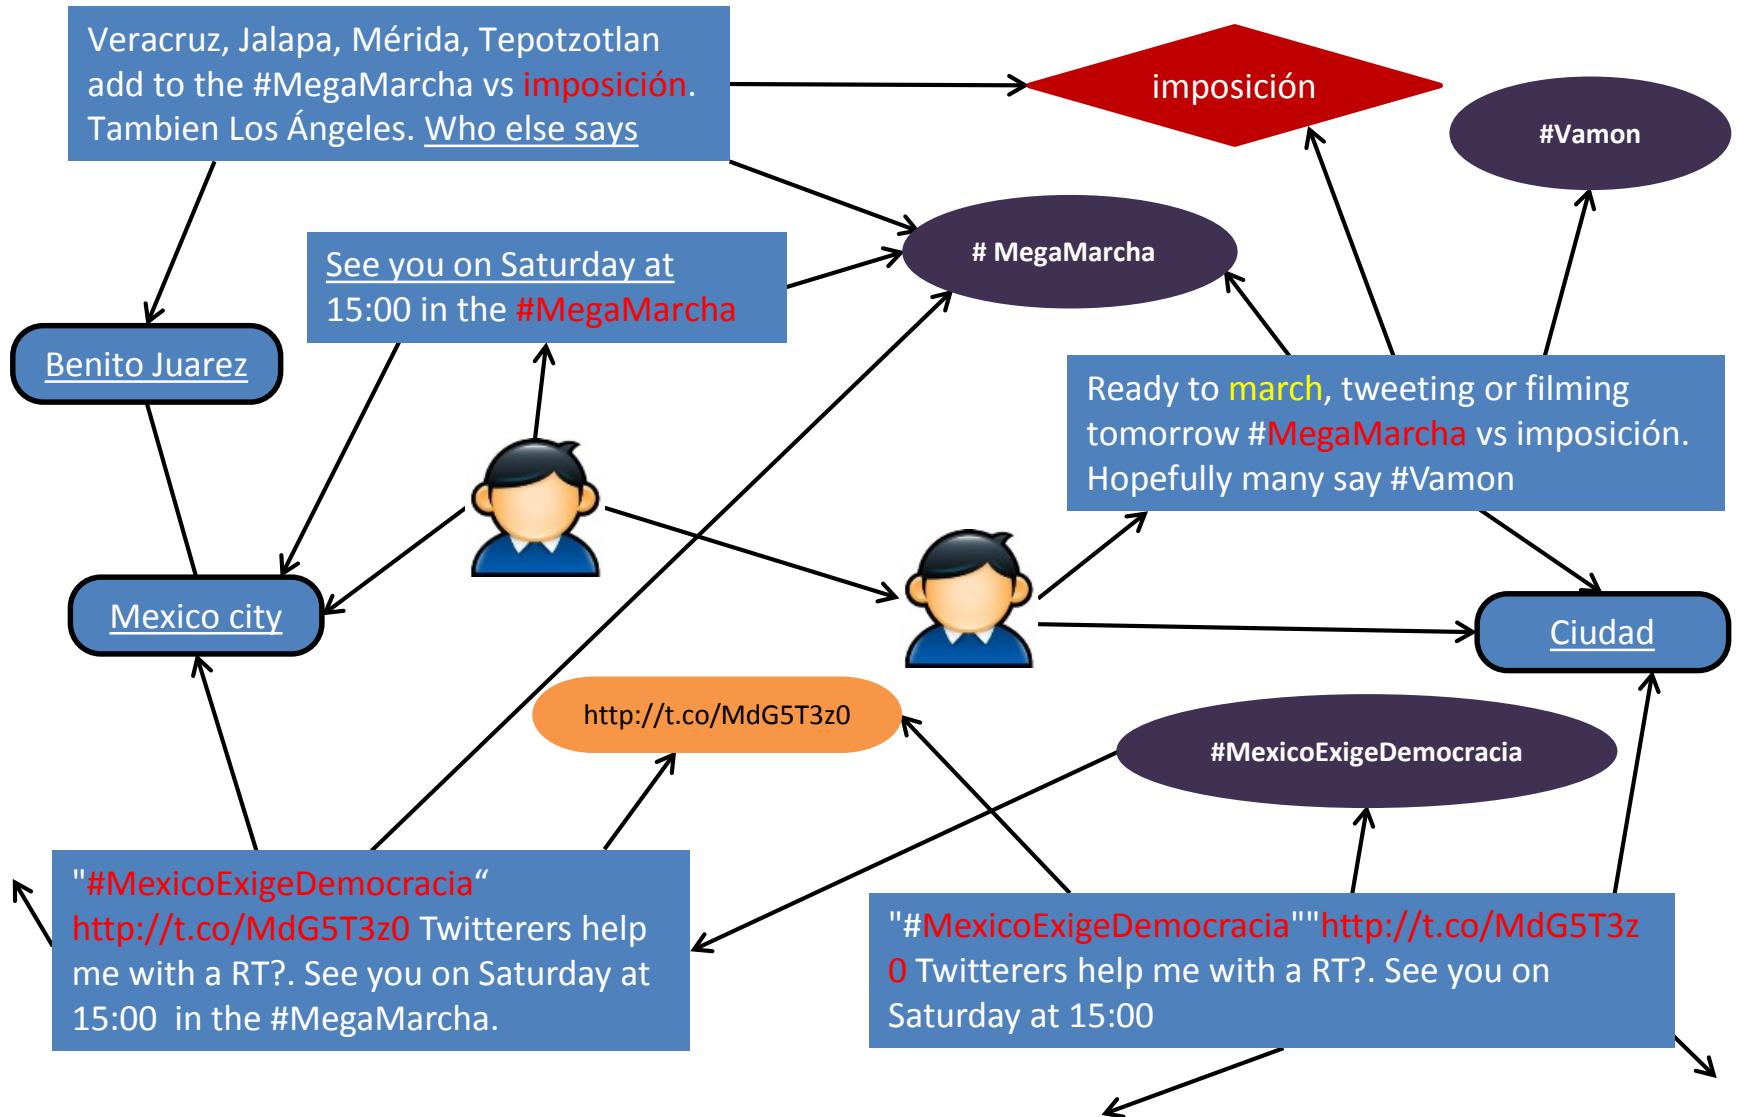 Veracruz, Jalapa, Mérida, Tepotzotlan
add to the #MegaMarcha vs imposición.
Tambien Los Ángeles. Who else says
imposición
#Vamon
# MegaMarcha
See you on Saturday at
15:00 in the #MegaMarcha
Benito Juarez
Ready to march, tweeting or filming
tomorrow #MegaMarcha vs imposición.
Hopefully many say #Vamon
Mexico city
Ciudad
http://t.co/MdG5T3z0
#MexicoExigeDemocracia
"#MexicoExigeDemocracia“
http://t.co/MdG5T3z0 Twitterers help
me with a RT?. See you on Saturday at
15:00  in the #MegaMarcha.
"#MexicoExigeDemocracia""http://t.co/MdG5T3z
0 Twitterers help me with a RT?. See you on
Saturday at 15:00